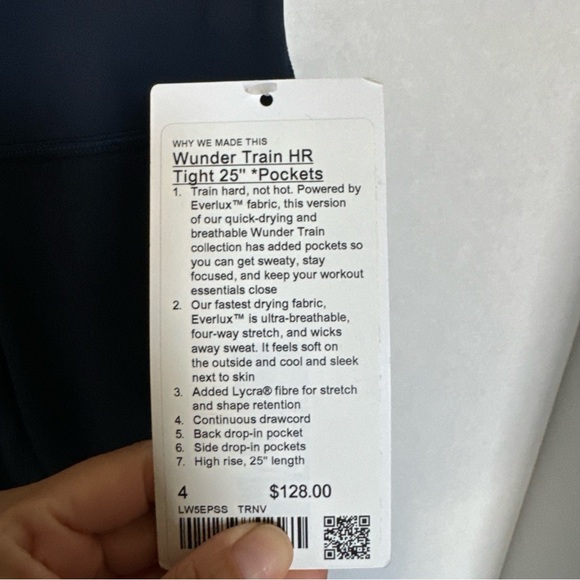 WHY WE MADE THIS
Wunder Train HR
Tight 25" *Pockets
1. Train hard, not hot. Powered by
Everlux™ fabric, this version
of our quick-drying and
breathable Wunder Train
collection has added pockets so
you can get sweaty, stay
focused, and keep your workout
essentials close
2. Our fastest drying fabric,
Everlux™ is ultra-breathable,
four-way stretch, and wicks
away sweat. It feels soft on
the outside and cool and sleek
next to skin
3. Added Lycra® fibre for stretch
and shape retention
4. Continuous drawcord
5. Back drop-in pocket
6. Side drop-in pockets
7. High rise, 25" length
4 $128.00
LW5EPSS TRNV